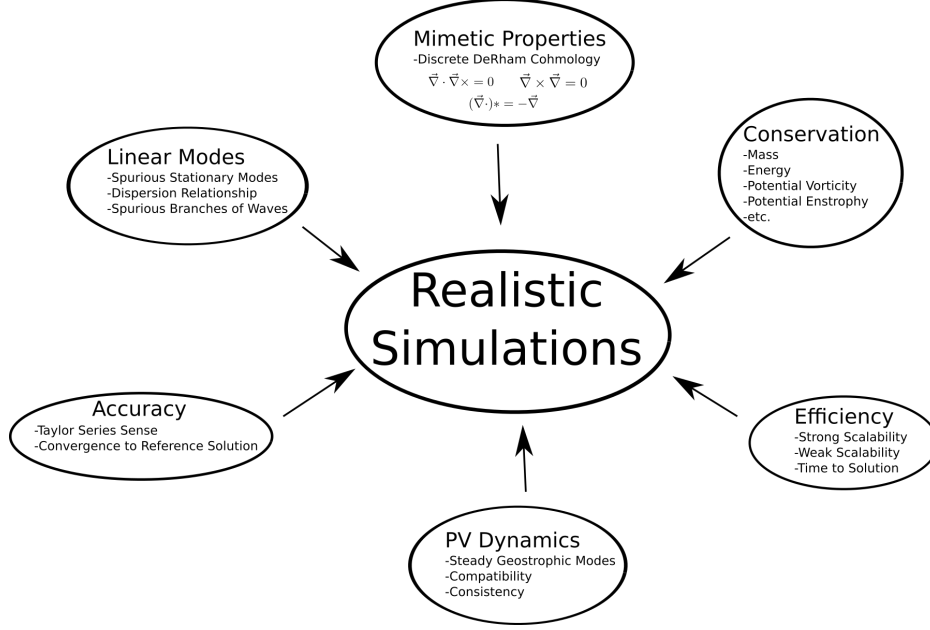 Mimetic Properties
-Discrete DeRham Cohmology
∇⃗ · ∇⃗× = 0    ∇⃗ × ∇⃗ = 0
(∇⃗·)* = −∇⃗
Linear Modes
-Spurious Stationary Modes
-Dispersion Relationship
-Spurious Branches of Waves
Conservation
-Mass
-Energy
-Potential Vorticity
-Potential Enstrophy
-etc.
Realistic
Simulations
Accuracy
-Taylor Series Sense
-Convergence to Reference Solution
Efficiency
-Strong Scalability
-Weak Scalability
-Time to Solution
PV Dynamics
-Steady Geostrophic Modes
-Compatibility
-Consistency